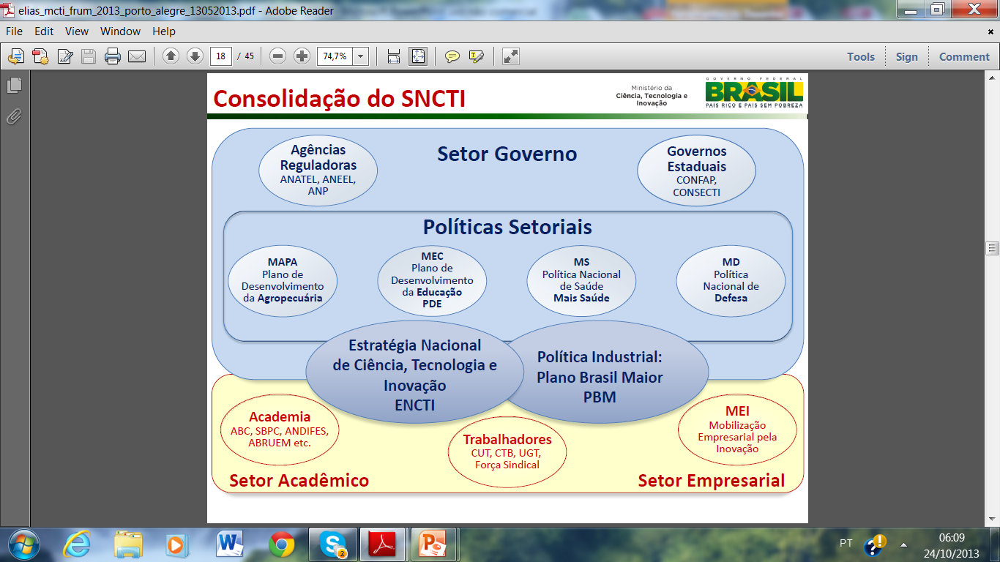 elias_mcti_frum_2013_porto_alegre_13052013.pdf - Adobe Reader
File Edit View Window Help
18 / 45 74,7% Tools Sign Comment
Consolidação do SNCTI
Ministério da
Ciência, Tecnologia e
Inovação
GOVERNO FEDERAL
BRASIL
PAÍS RICO É PAÍS SEM POBREZA
Setor Governo
Agências
Reguladoras
ANATEL, ANEEL,
ANP
Governos
Estaduais
CONFAP,
CONSECTI
Políticas Setoriais
MAPA
Plano de
Desenvolvimento
da Agropecuária
MEC
Plano de
Desenvolvimento
da Educação
PDE
MS
Política Nacional
de Saúde
Mais Saúde
MD
Política
Nacional de
Defesa
Estratégia Nacional
de Ciência, Tecnologia e
Inovação
ENCTI
Política Industrial:
Plano Brasil Maior
PBM
Academia
ABC, SBPC, ANDIFES,
ABRUEM etc.
Trabalhadores
CUT, CTB, UGT,
Força Sindical
MEI
Mobilização
Empresarial pela
Inovação
Setor Acadêmico
Setor Empresarial
2
PT
06:09
24/10/2013